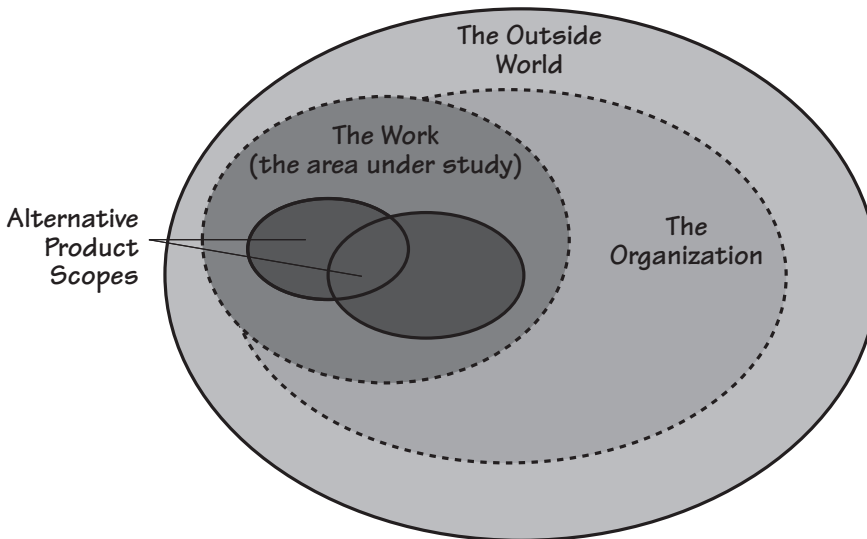 The Outside
World
The Work
(the area under study)
Alternative
Product
Scopes
The
Organization